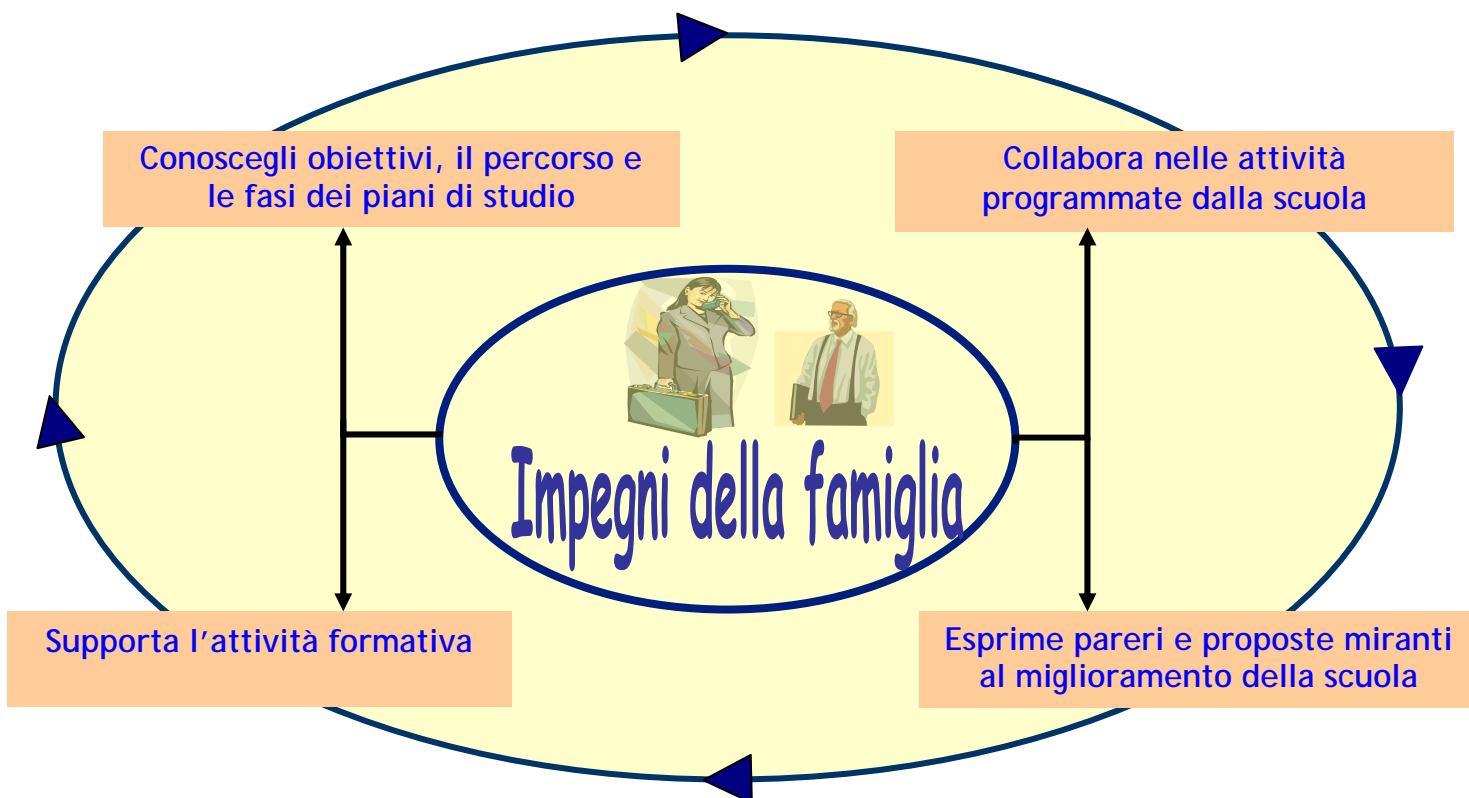 Conoscegli obiettivi, il percorso e
le fasi dei piani di studio
Collabora nelle attività
programmate dalla scuola
Impegni della famiglia
Supporta l’attività formativa
Esprime pareri e proposte miranti
al miglioramento della scuola